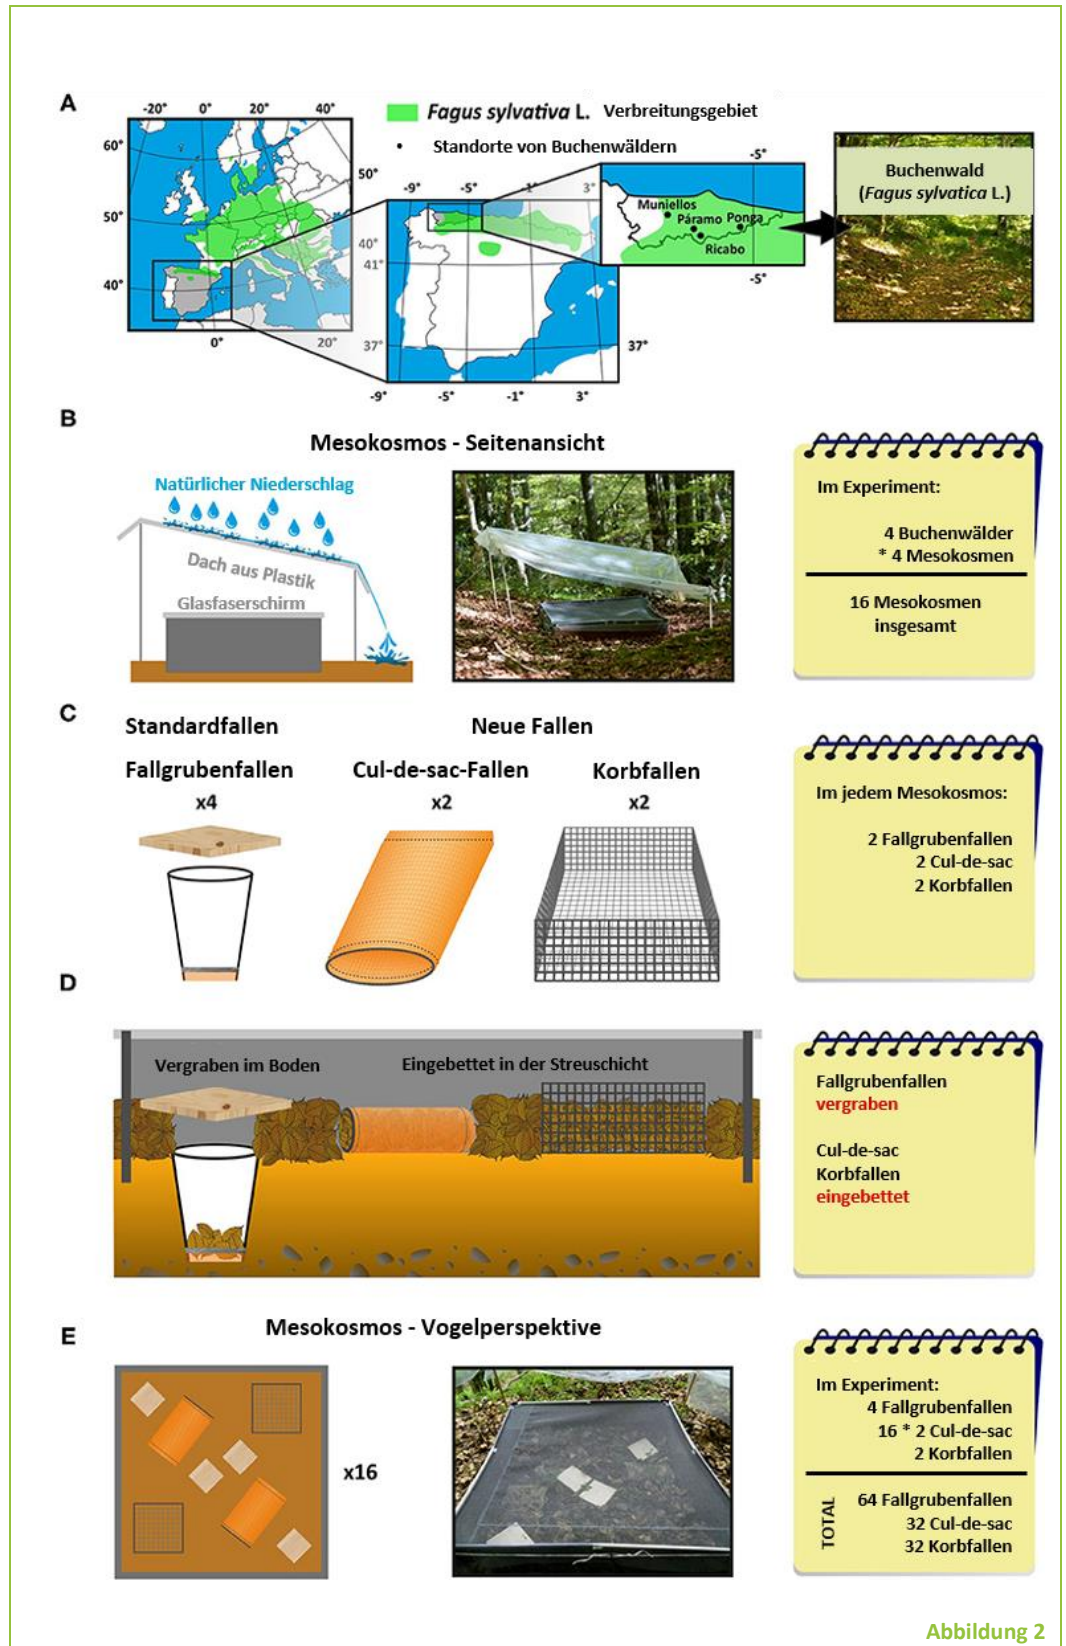 A
-20° 0° 20° 40°
60°
50°
40°
0° 20°
Fagus sylvativa L. Verbreitungsgebiet
• Standorte von Buchenwäldern
50°
40°
-9° -5° -1° 3°
41°
37° 37°
-9° -5° -1° 3°
-5°
Muniellos
Páramo Ponga
Ricabo
-5°
Buchenwald
(Fagus sylvatica L.)
B
Mesokosmos - Seitenansicht
Natürlicher Niederschlag
Dach aus Plastik
Glasfaserschirm
Im Experiment:
4 Buchenwälder
* 4 Mesokosmen
16 Mesokosmen
insgesamt
C
Standardfallen
Neue Fallen
Fallgrubenfallen
x4
Cul-de-sac-Fallen
x2
Korbfallen
x2
Im jedem Mesokosmos:
2 Fallgrubenfallen
2 Cul-de-sac
2 Korbfallen
D
Vergraben im Boden
Eingebettet in der Streuschicht
Fallgrubenfallen
vergraben
Cul-de-sac
Korbfallen
eingebettet
E
Mesokosmos - Vogelperspektive
x16
Im Experiment:
4 Fallgrubenfallen
16 * 2 Cul-de-sac
2 Korbfallen
TOTAL
64 Fallgrubenfallen
32 Cul-de-sac
32 Korbfallen
Abbildung 2